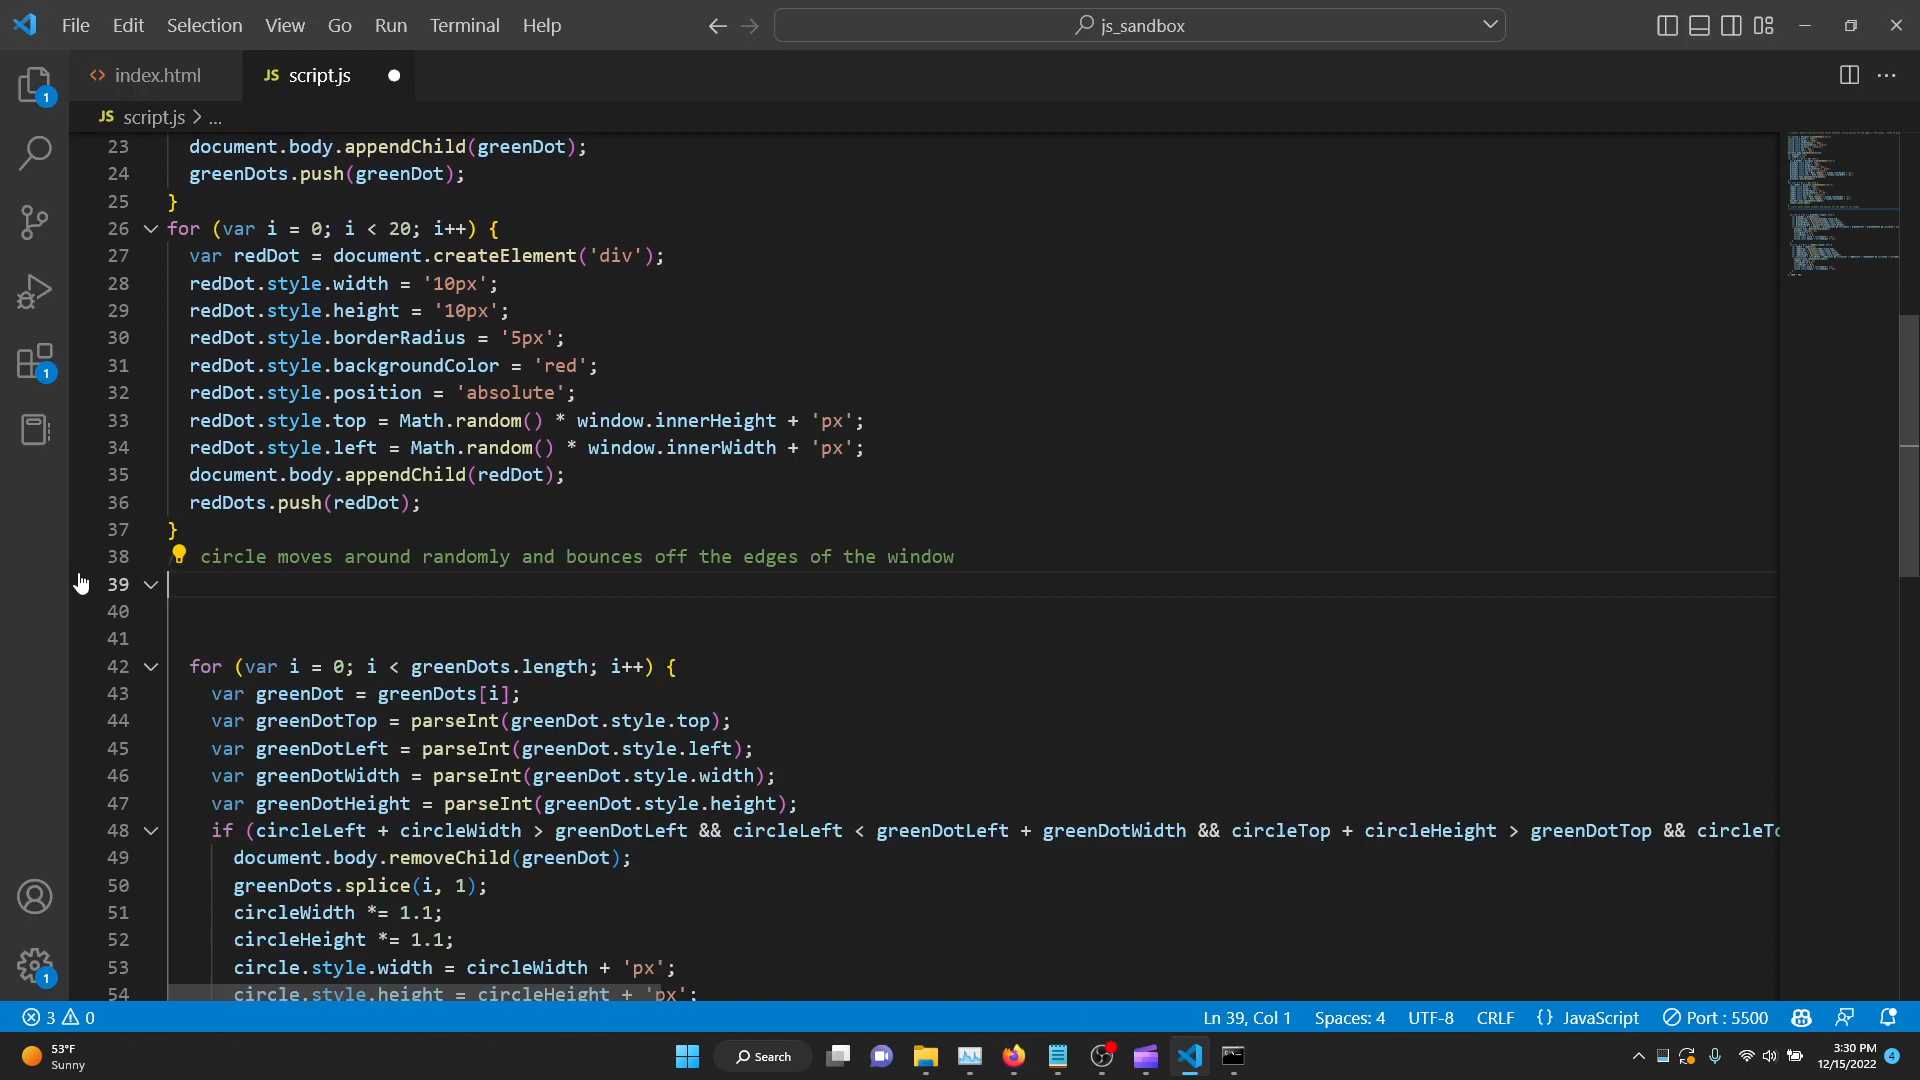 File Edit Selection View Go Run Terminal Help js_sandbox
index.html JS script.js
JS script.js > ...
23 document.body.appendChild(greenDot);
24 greenDots.push(greenDot);
25 }
26 for (var i = 0; i < 20; i++) {
27 var redDot = document.createElement('div');
28 redDot.style.width = '10px';
29 redDot.style.height = '10px';
30 redDot.style.borderRadius = '5px';
31 redDot.style.backgroundColor = 'red';
32 redDot.style.position = 'absolute';
33 redDot.style.top = Math.random() * window.innerHeight + 'px';
34 redDot.style.left = Math.random() * window.innerWidth + 'px';
35 document.body.appendChild(redDot);
36 redDots.push(redDot);
37 }
38 circle moves around randomly and bounces off the edges of the window
39
40
41
42 for (var i = 0; i < greenDots.length; i++) {
43 var greenDot = greenDots[i];
44 var greenDotTop = parseInt(greenDot.style.top);
45 var greenDotLeft = parseInt(greenDot.style.left);
46 var greenDotWidth = parseInt(greenDot.style.width);
47 var greenDotHeight = parseInt(greenDot.style.height);
48 if (circleLeft + circleWidth > greenDotLeft && circleLeft < greenDotLeft + greenDotWidth && circleTop + circleHeight > greenDotTop && circleTo
49 document.body.removeChild(greenDot);
50 greenDots.splice(i, 1);
51 circleWidth *= 1.1;
52 circleHeight *= 1.1;
53 circle.style.width = circleWidth + 'px';
54 circle.style.height = circleHeight + 'px';
1
1
1
3 0 Ln 39, Col 1 Spaces: 4 UTF-8 CRLF {} JavaScript Port : 5500
53°F
Sunny
Search
3:30 PM
12/15/2022
4